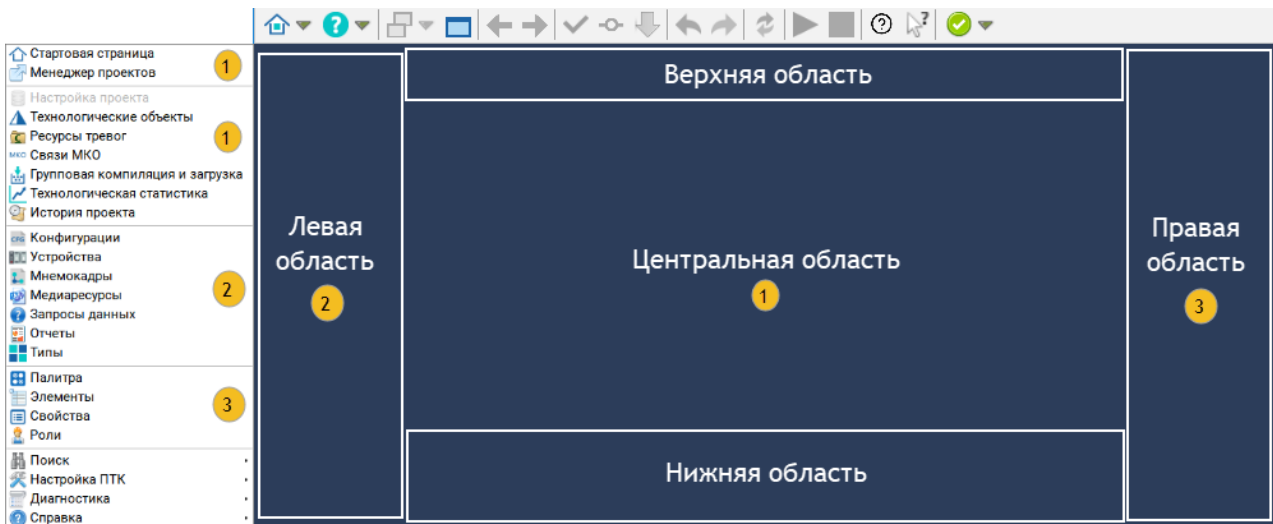 Стартовая страница
Менеджер проектов
1
Настройка проекта
Технологические объекты
Ресурсы тревог
1
МКО Связи МКО
Групповая компиляция и загрузка
Технологическая статистика
История проекта
CFG Конфигурации
Устройства
Мнемокадры
Медиаресурсы
2
Запросы данных
Отчеты
Типы
Палитра
Элементы
Свойства
3
Роли
Поиск
Настройка ПТК
Диагностика
Справка
Верхняя область
Левая
область
2
Центральная область
1
Правая
область
3
Нижняя область